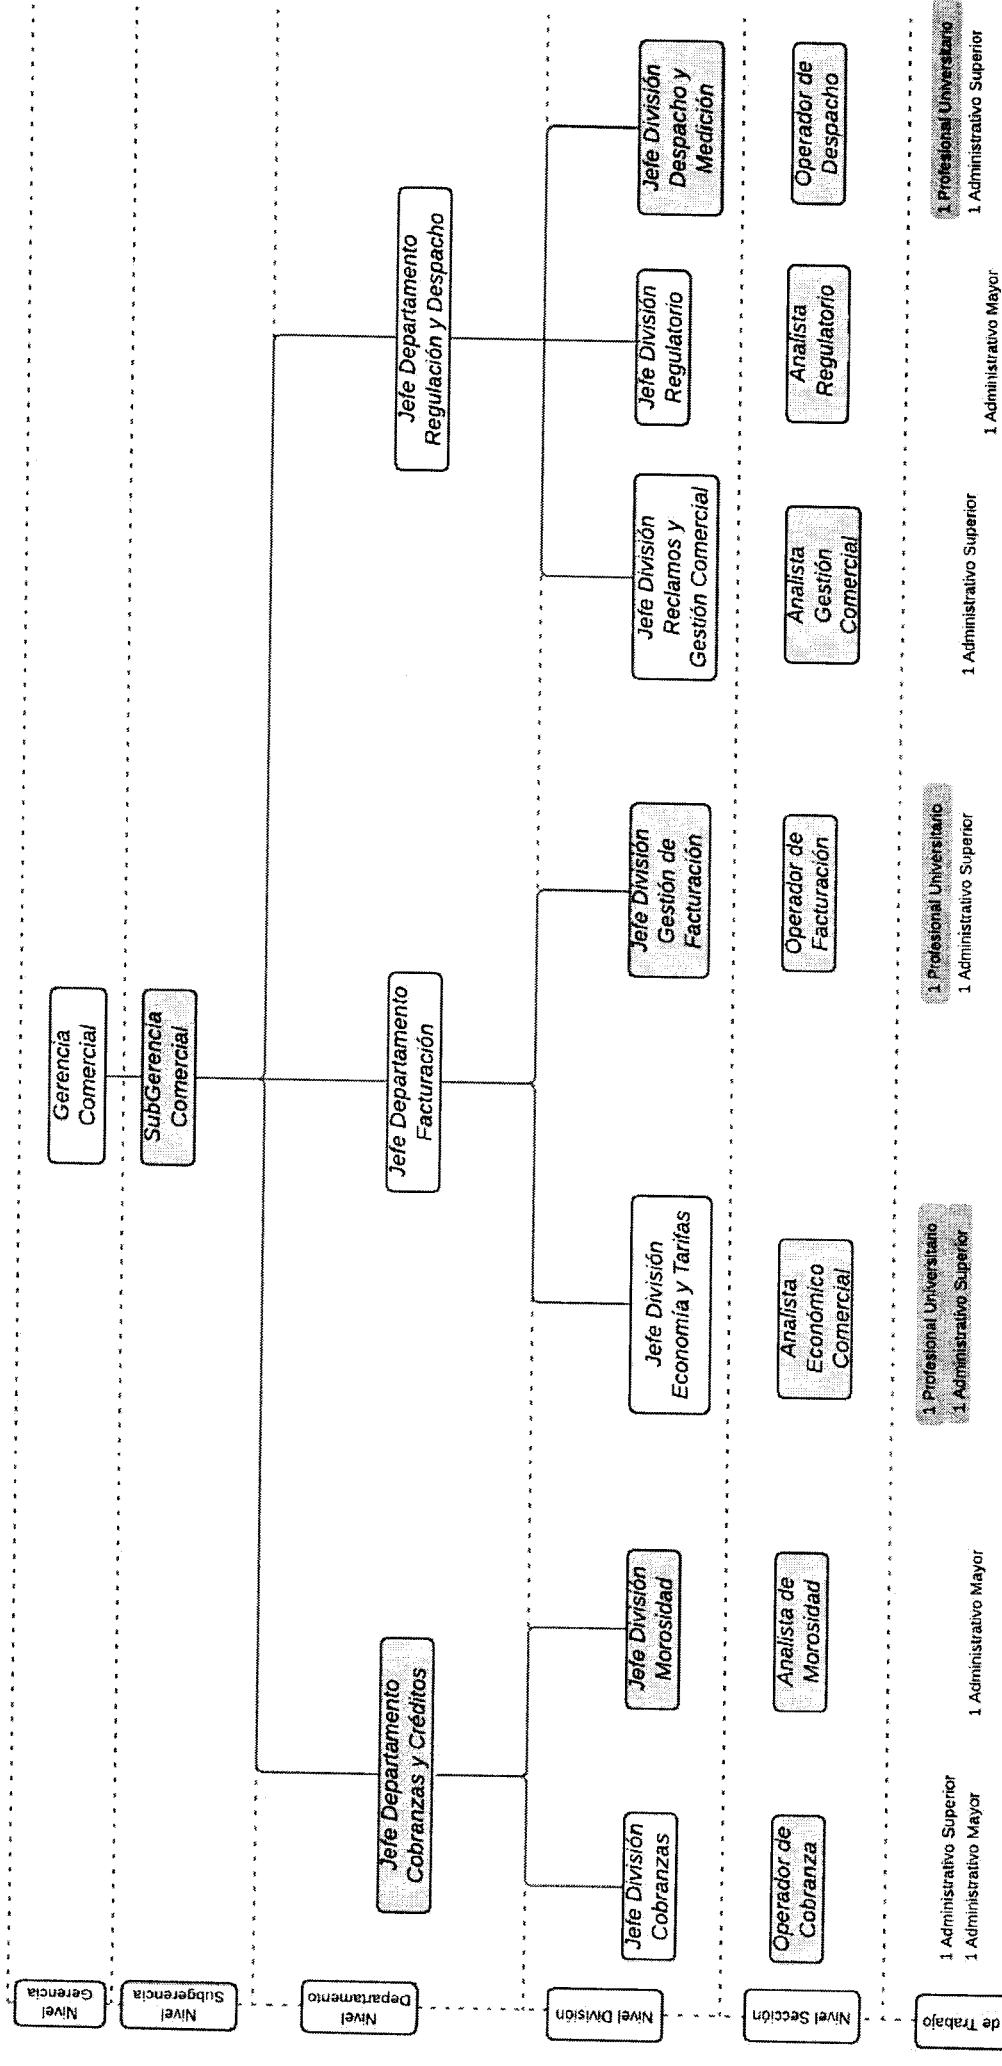 Nivel
Gerencia
Gerencia
Comercial
Nivel
Subgerencia
SubGerencia
Comercial
Nivel
Departamento
Jefe Departamento
Cobranzas y Créditos
Jefe Departamento
Facturación
Jefe Departamento
Regulación y Despacho
Nivel División
Jefe División
Cobranzas
Jefe División
Morosidad
Jefe División
Economía y Tarifas
Jefe División
Gestión de
Facturación
Jefe División
Reclamos y
Gestión Comercial
Jefe División
Regulatorio
Jefe División
Despacho y
Medición
Nivel Sección
Operador de
Cobranza
Analista de
Morosidad
Analista
Económico
Comercial
Operador de
Facturación
Analista
Gestión
Comercial
Analista
Regulatorio
Operador de
Despacho
de Trabajo
1 Administrativo Superior
1 Administrativo Mayor
1 Administrativo Mayor
1 Profesional Universitario
1 Administrativo Superior
1 Profesional Universitario
1 Administrativo Superior
1 Administrativo Superior
1 Administrativo Mayor
1 Profesional Universitario
1 Administrativo Superior